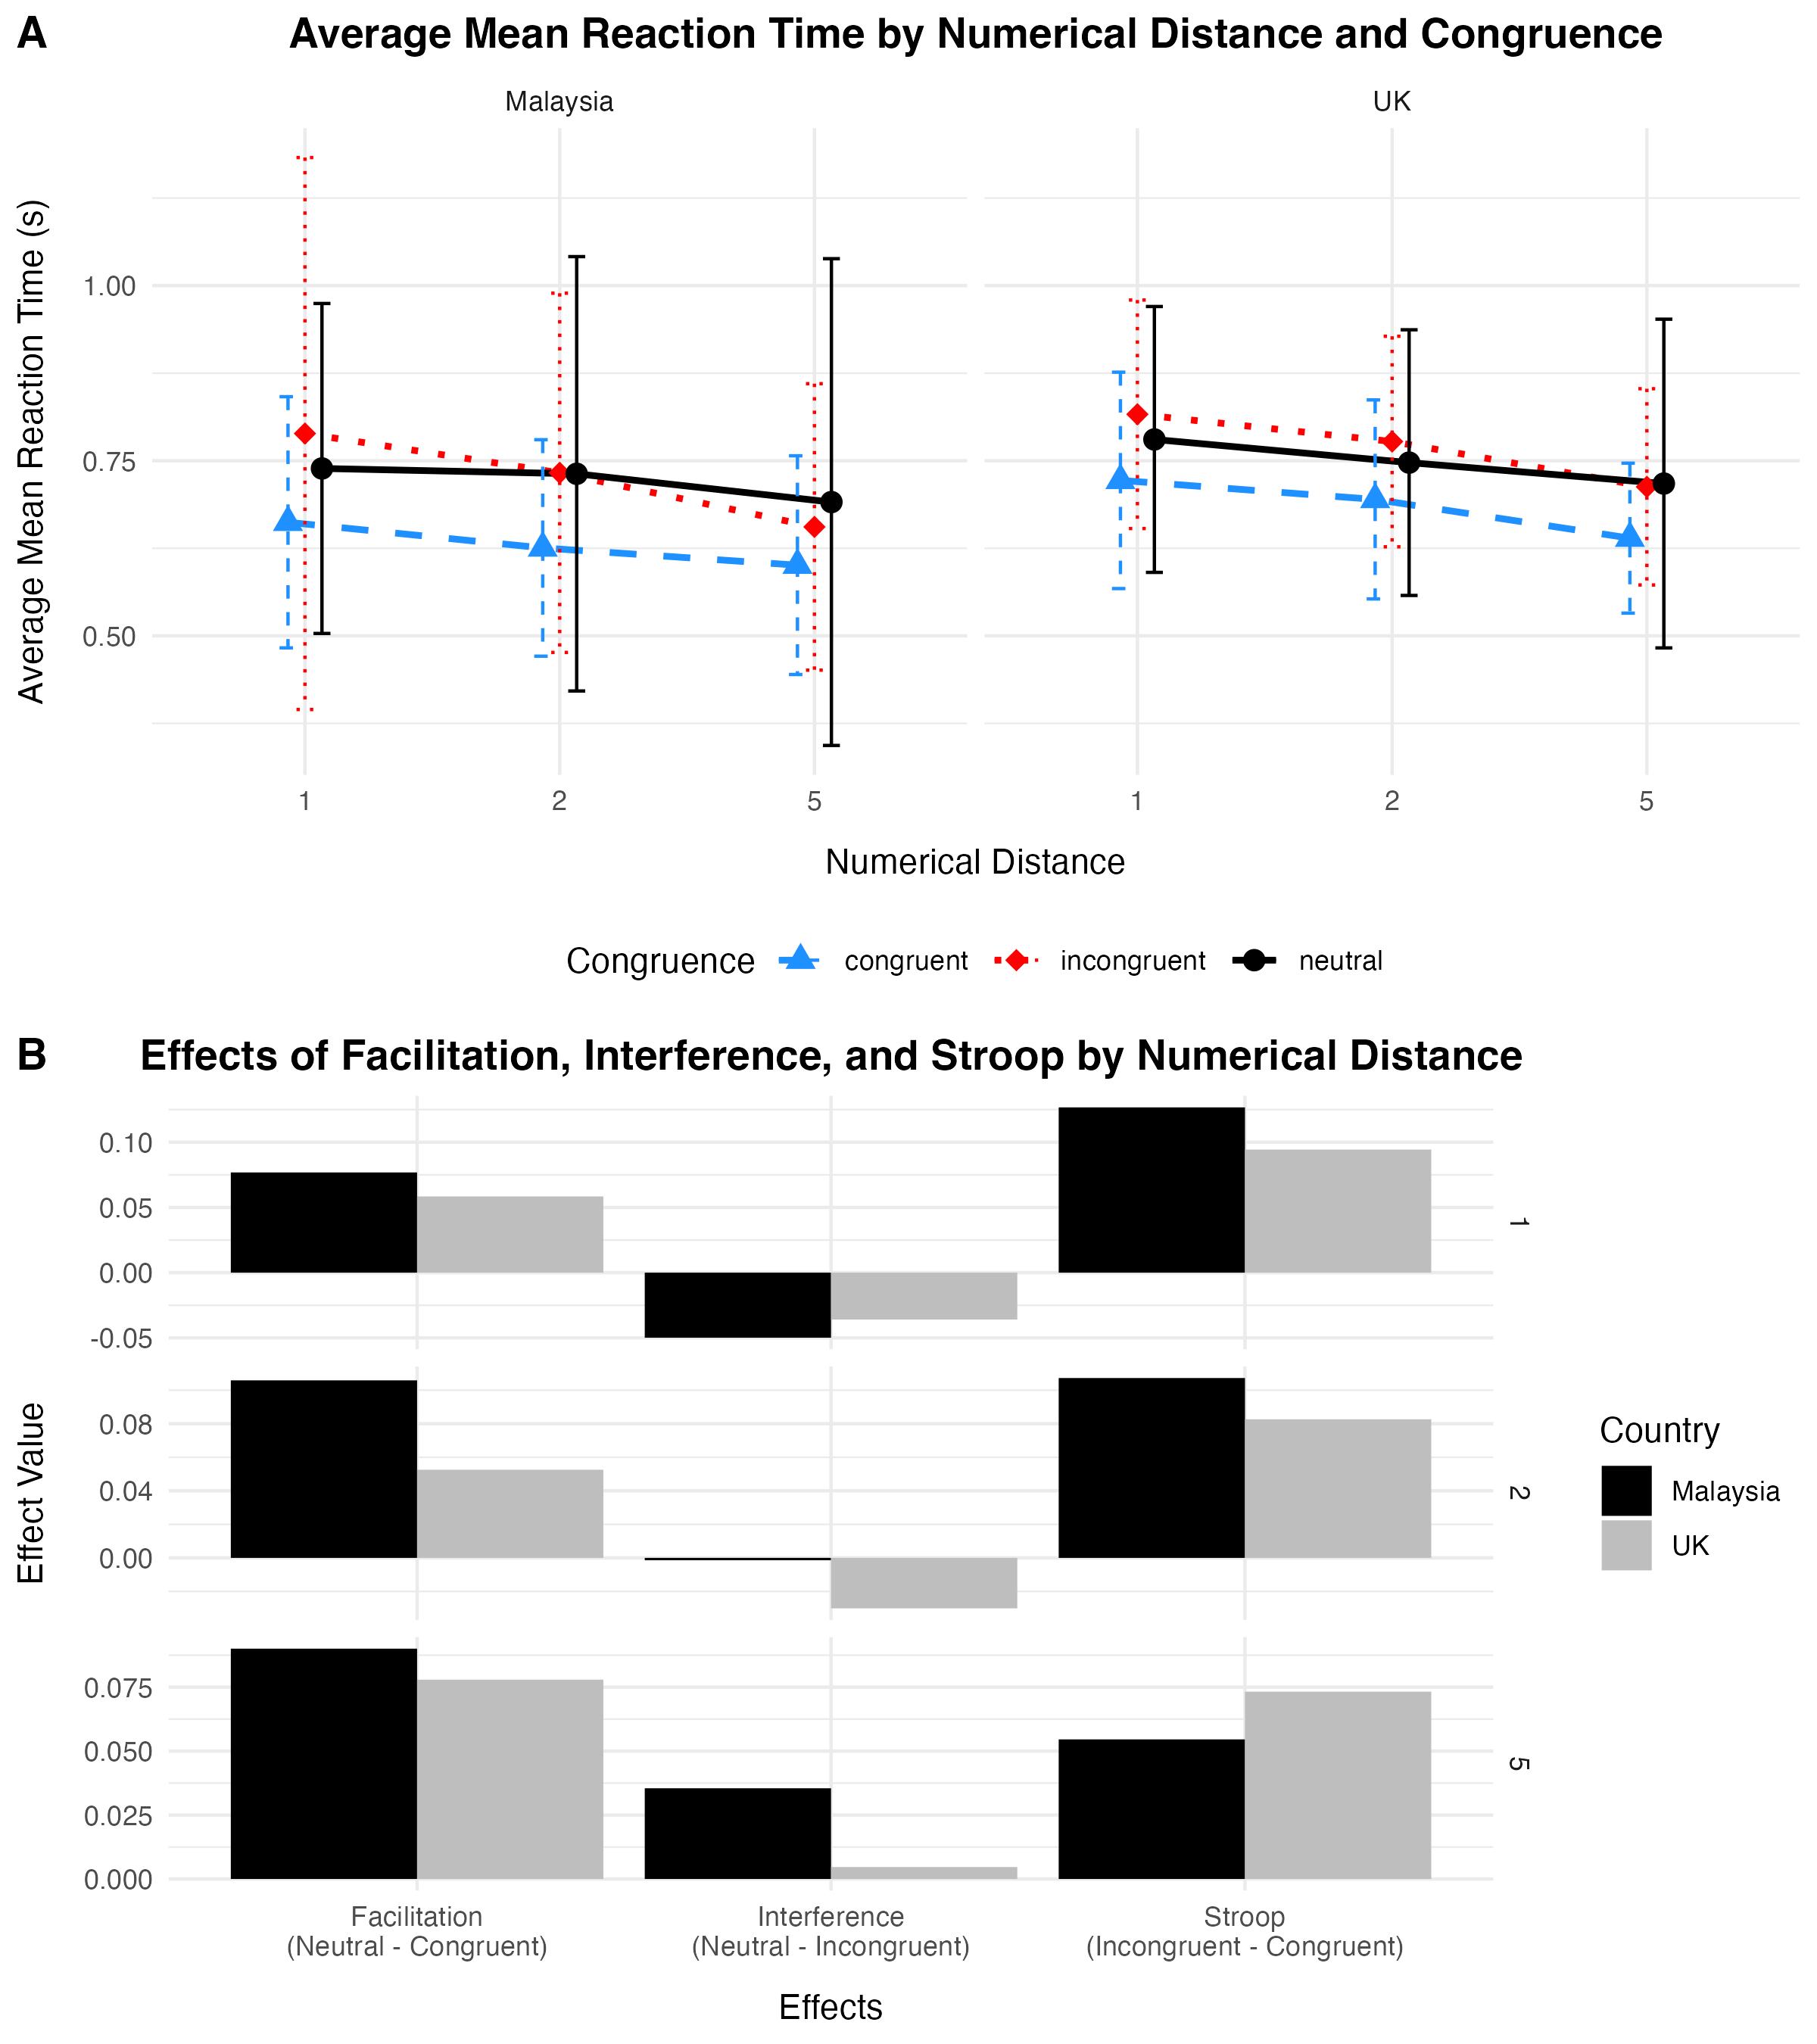 A
Average Mean Reaction Time by Numerical Distance and Congruence
Malaysia
UK
Average Mean Reaction Time (s)
1.00
0.75
0.50
1
2
5
1
2
5
Numerical Distance
Congruence
congruent
incongruent
neutral
B
Effects of Facilitation, Interference, and Stroop by Numerical Distance
Effect Value
0.10
0.05
0.00
-0.05
1
0.08
0.04
0.00
2
0.075
0.050
0.025
0.000
5
Country
Malaysia
UK
Facilitation
(Neutral - Congruent)
Interference
(Neutral - Incongruent)
Stroop
(Incongruent - Congruent)
Effects